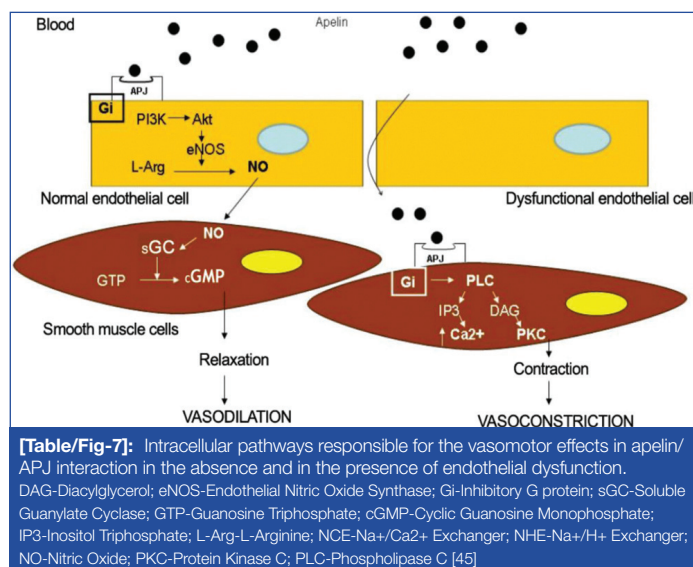 Blood
Apelin
APJ
Gi
PI3K
Akt
eNOS
L-Arg
NO
Normal endothelial cell
Dysfunctional endothelial cell
NO
sGC
GTP
cGMP
Smooth muscle cells
APJ
Gi
PLC
IP3
DAG
Ca2+
PKC
Relaxation
Contraction
VASODILATION
VASOCONSTRICTION
[Table/Fig-7]: Intracellular pathways responsible for the vasomotor effects in apelin/
APJ interaction in the absence and in the presence of endothelial dysfunction.
DAG-Diacylglycerol; eNOS-Endothelial Nitric Oxide Synthase; Gi-Inhibitory G protein; sGC-Soluble
Guanylate Cyclase; GTP-Guanosine Triphosphate; cGMP-Cyclic Guanosine Monophosphate;
IP3-Inositol Triphosphate; L-Arg-L-Arginine; NCE-Na+/Ca2+ Exchanger; NHE-Na+/H+ Exchanger;
NO-Nitric Oxide; PKC-Protein Kinase C; PLC-Phospholipase C [45]